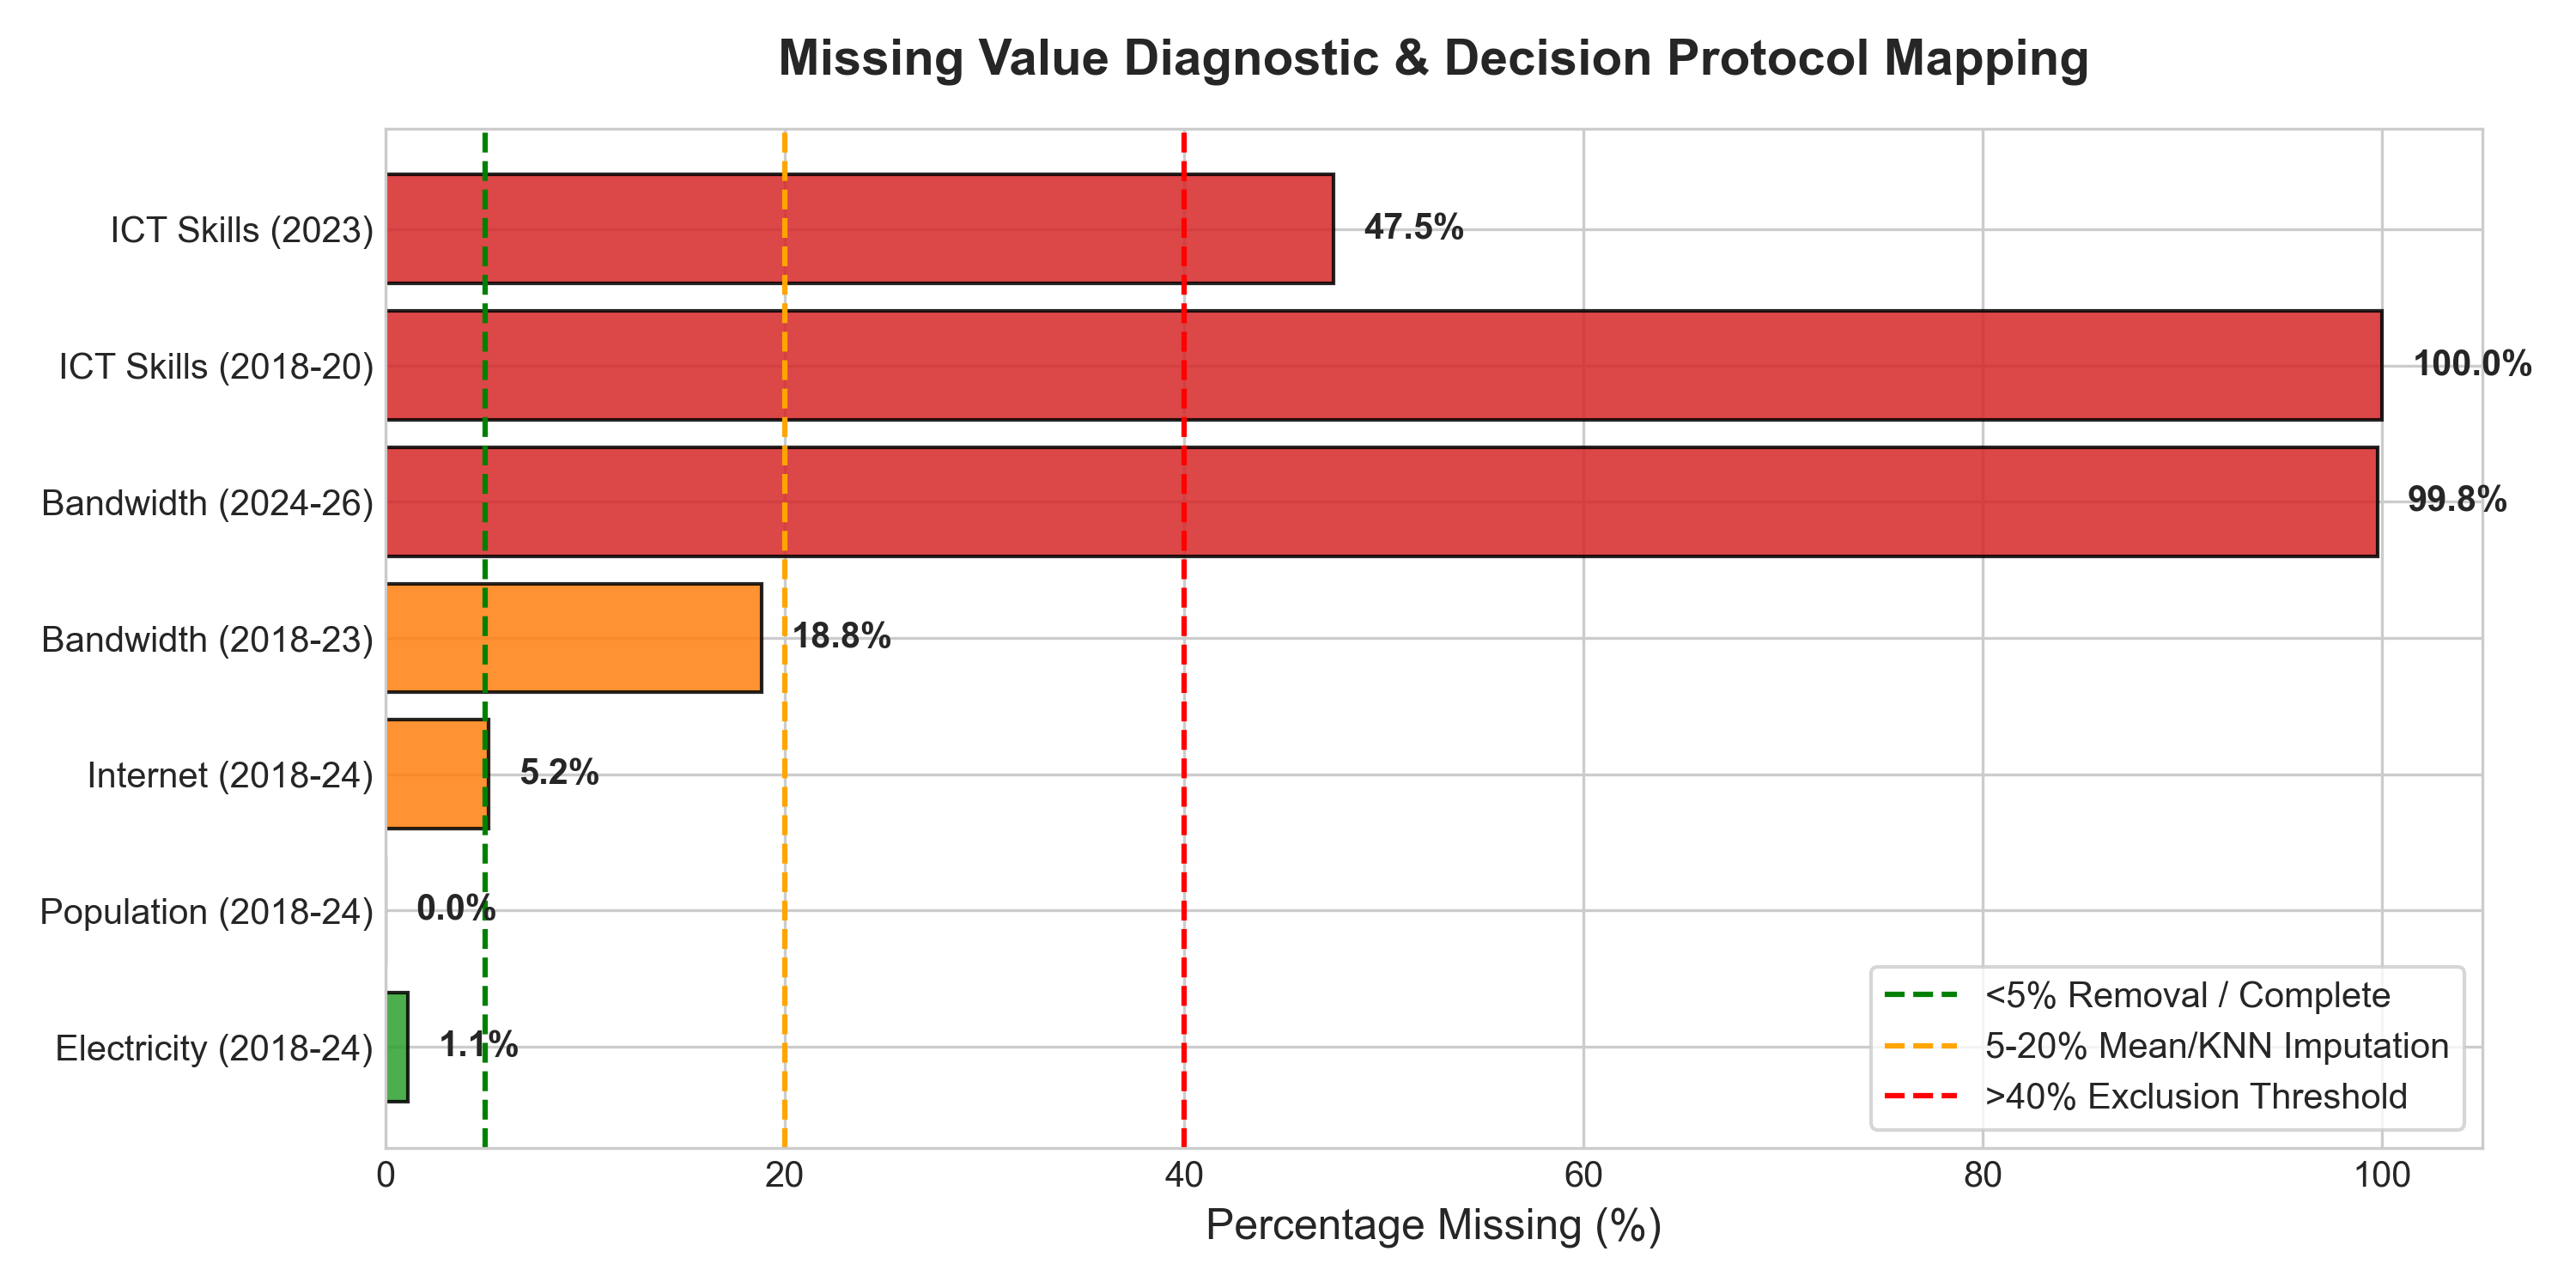 Missing Value Diagnostic & Decision Protocol Mapping
ICT Skills (2023)
47.5%
ICT Skills (2018-20)
100.0%
Bandwidth (2024-26)
99.8%
Bandwidth (2018-23)
18.8%
Internet (2018-24)
5.2%
Population (2018-24)
0.0%
Electricity (2018-24)
1.1%
<5% Removal / Complete
5-20% Mean/KNN Imputation
>40% Exclusion Threshold
0
20
40
60
80
100
Percentage Missing (%)